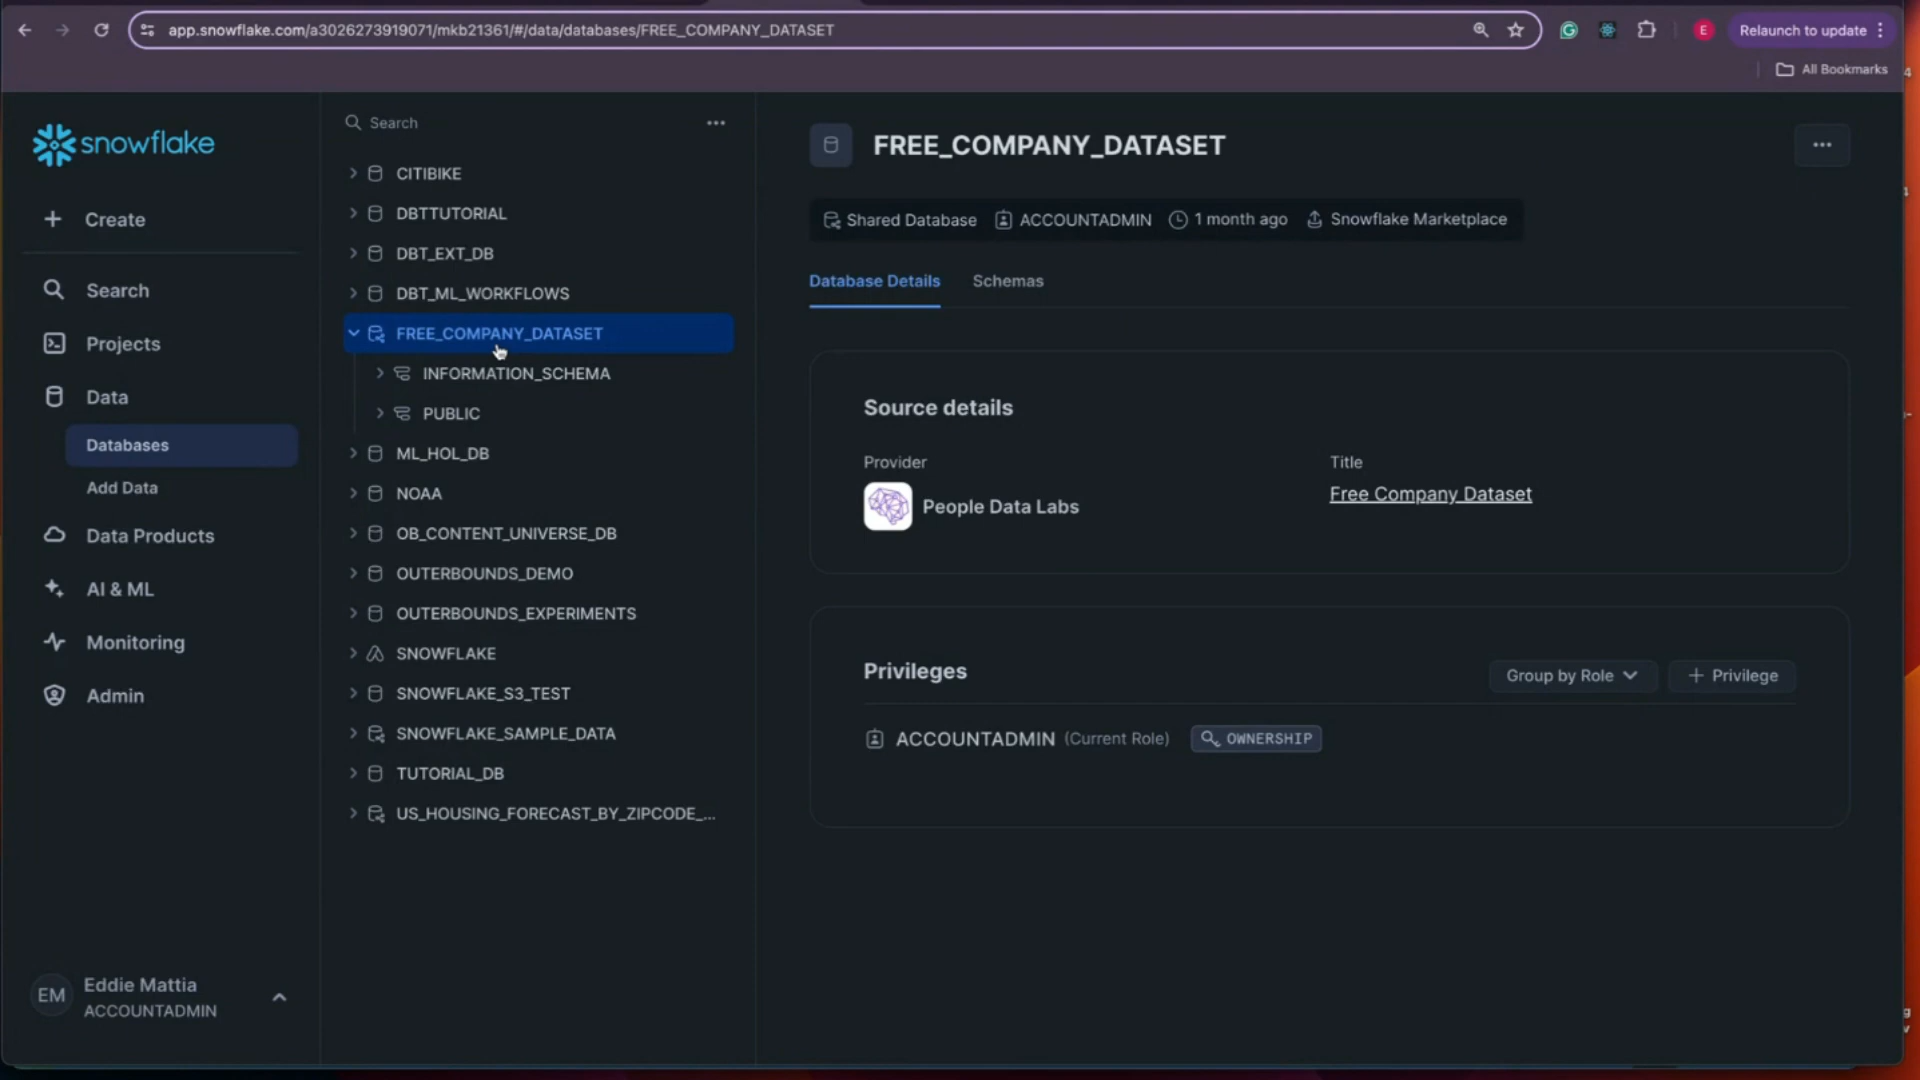 app.snowflake.com/a3026273919071/mkb21361/#/data/databases/FREE_COMPANY_DATASET
E
Relaunch to update
All Bookmarks
snowflake
Create
Search
Projects
Data
Databases
Add Data
Data Products
AI & ML
Monitoring
Admin
EM
Eddie Mattia
ACCOUNTADMIN
Search
CITIBIKE
DBTTUTORIAL
DBT_EXT_DB
DBT_ML_WORKFLOWS
FREE_COMPANY_DATASET
INFORMATION_SCHEMA
PUBLIC
ML_HOL_DB
NOAA
OB_CONTENT_UNIVERSE_DB
OUTERBOUNDS_DEMO
OUTERBOUNDS_EXPERIMENTS
SNOWFLAKE
SNOWFLAKE_S3_TEST
SNOWFLAKE_SAMPLE_DATA
TUTORIAL_DB
US_HOUSING_FORECAST_BY_ZIPCODE_...
FREE_COMPANY_DATASET
Shared Database ACCOUNTADMIN 1 month ago Snowflake Marketplace
Database Details Schemas
Source details
Provider
People Data Labs
Title
Free Company Dataset
Privileges
Group by Role
+ Privilege
ACCOUNTADMIN (Current Role) OWNERSHIP